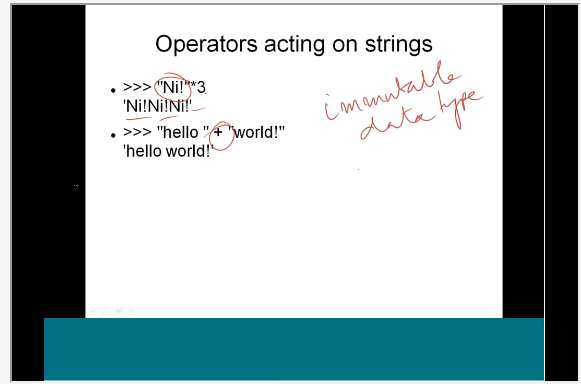 Operators acting on strings
• >>> "Ni!"*3
'Ni!Ni!Ni!'
• >>> "hello " + "world!"
'hello world!'
immutable
data type